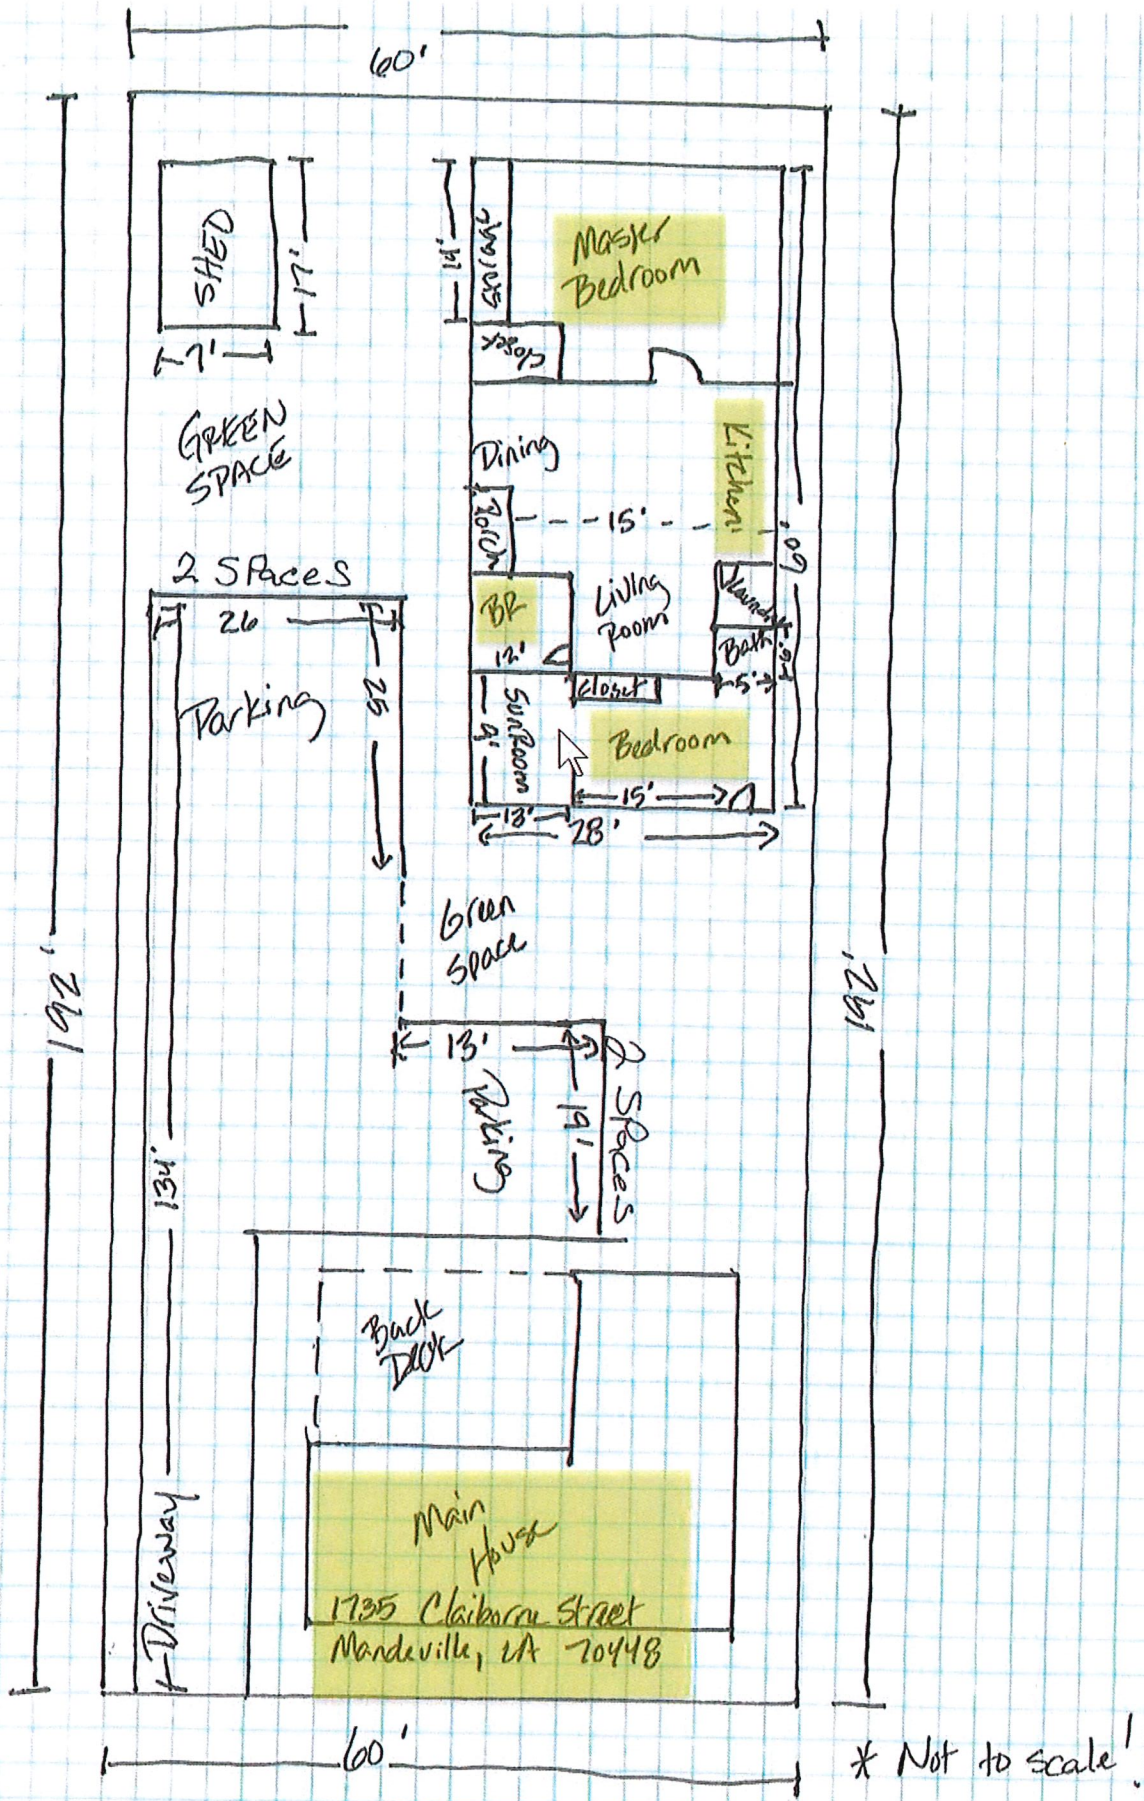 60'
SHED
17'
7'
14'
Storage
Master
Bedroom
Closet
GREEN
SPACE
Dining
Kitchen
Porch
15'
60'
2 SPaces
26
25
Parking
BR
12'
Living
Room
Laundry
Bath
5'
Closet
SunRoom
9'
Bedroom
15'
13'
28'
Green
Space
192'
192'
13'
Parking
19'
2 SPaces
134'
Driveway
Back
Deck
Main
House
1735 Claiborne Street
Mandeville, LA 70448
60'
* Not to scale!